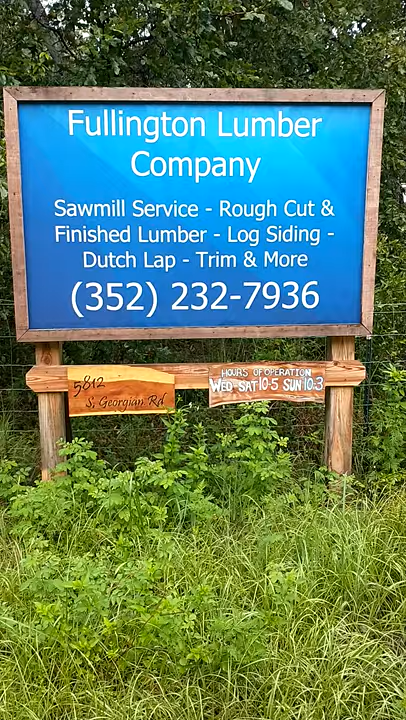 Fullington Lumber
Company
Sawmill Service - Rough Cut &
Finished Lumber - Log Siding -
Dutch Lap - Trim & More
(352) 232-7936
5812
S. Georgian Rd
HOURS OF OPERATION
WED-SAT 10-5 SUN 10-3